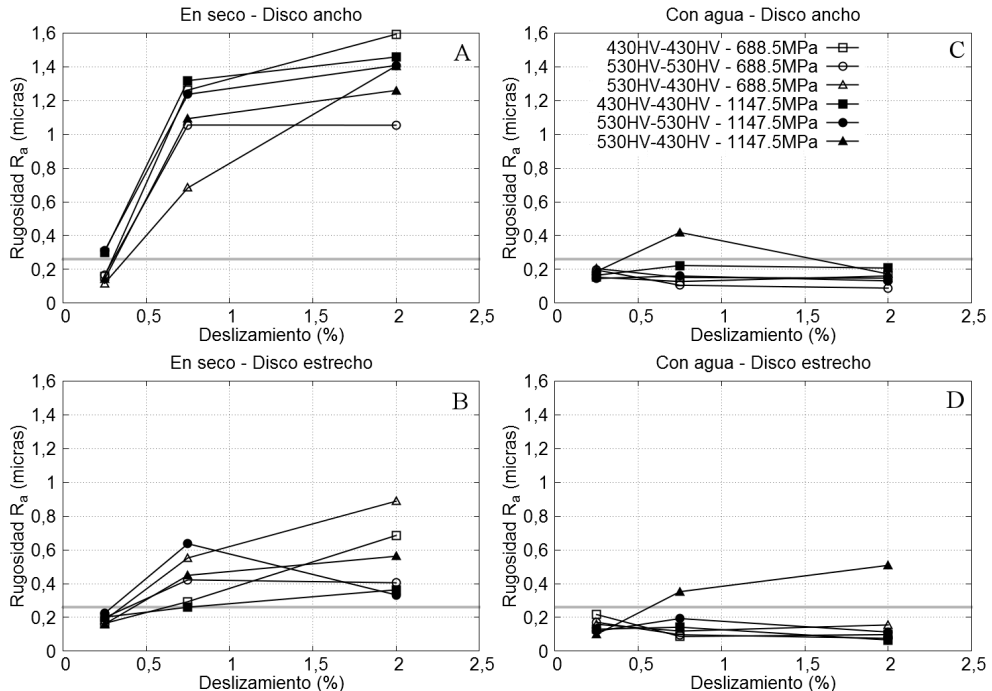 En seco - Disco ancho
A
Rugosidad Ra (micras)
1,6
1,4
1,2
1
0,8
0,6
0,4
0,2
0
0 0,5 1 1,5 2 2,5
Deslizamiento (%)
Con agua - Disco ancho
C
430HV-430HV - 688.5MPa
530HV-530HV - 688.5MPa
530HV-430HV - 688.5MPa
430HV-430HV - 1147.5MPa
530HV-530HV - 1147.5MPa
530HV-430HV - 1147.5MPa
Rugosidad Ra (micras)
1,6
1,4
1,2
1
0,8
0,6
0,4
0,2
0
0 0,5 1 1,5 2 2,5
Deslizamiento (%)
En seco - Disco estrecho
B
Rugosidad Ra (micras)
1,6
1,4
1,2
1
0,8
0,6
0,4
0,2
0
0 0,5 1 1,5 2 2,5
Deslizamiento (%)
Con agua - Disco estrecho
D
Rugosidad Ra (micras)
1,6
1,4
1,2
1
0,8
0,6
0,4
0,2
0
0 0,5 1 1,5 2 2,5
Deslizamiento (%)